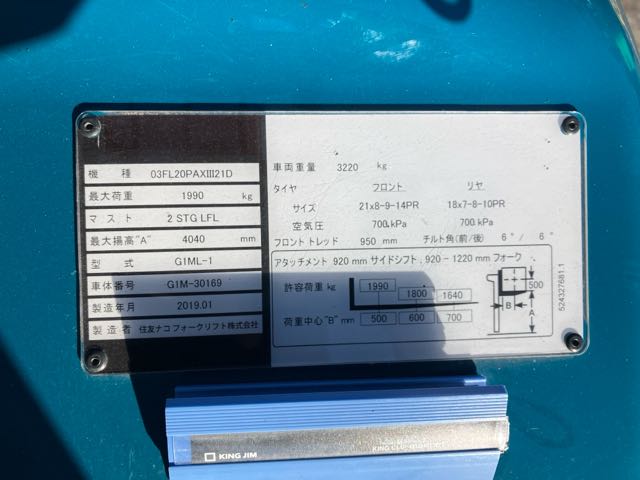 機 種 03FL20PAXⅢ21D
最大荷重 1990 kg
マスト 2 STG LFL
最大揚高"A" 4040 mm
型 式 G1ML-1
車体番号 G1M-30169
製造年月 2019.01
製造者 住友ナコフォークリフト株式会社
車両重量 3220 kg
タイヤ フロント リヤ
サイズ 21x8-9-14PR 18x7-8-10PR
空気圧 700 kPa 700 kPa
フロントトレッド 950 mm チルト角(前/後) 6° / 6°
アタッチメント 920 mm サイドシフト, 920 - 1220 mm フォーク
許容荷重 kg 1990 1800 1640
荷重中心"B" mm 500 600 700
500
B
A
524327681.1
KING JIM